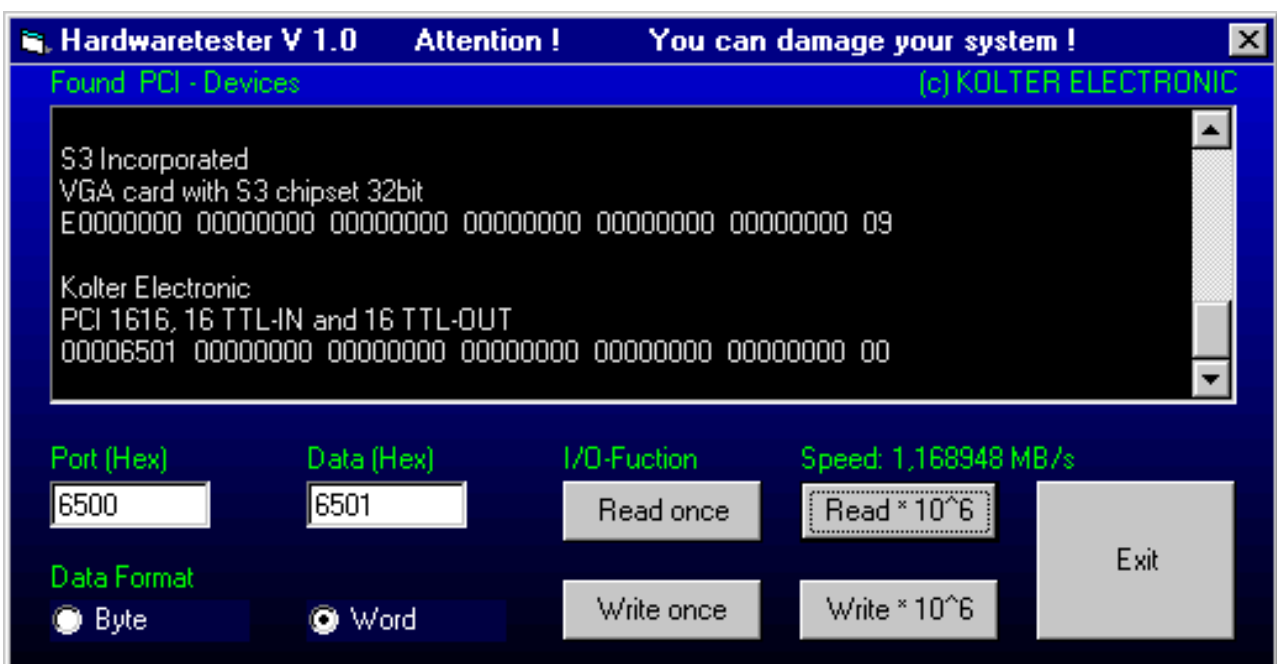 Hardwaretester V 1.0 Attention ! You can damage your system !
Found PCI - Devices (c) KOLTER ELECTRONIC
S3 Incorporated
VGA card with S3 chipset 32bit
E0000000 00000000 00000000 00000000 00000000 00000000 09
Kolter Electronic
PCI 1616, 16 TTL-IN and 16 TTL-OUT
00006501 00000000 00000000 00000000 00000000 00000000 00
Port (Hex) Data (Hex) I/O-Fuction Speed: 1,168948 MB/s
6500 6501 Read once Read * 10^6
Exit
Data Format
Byte Word Write once Write * 10^6